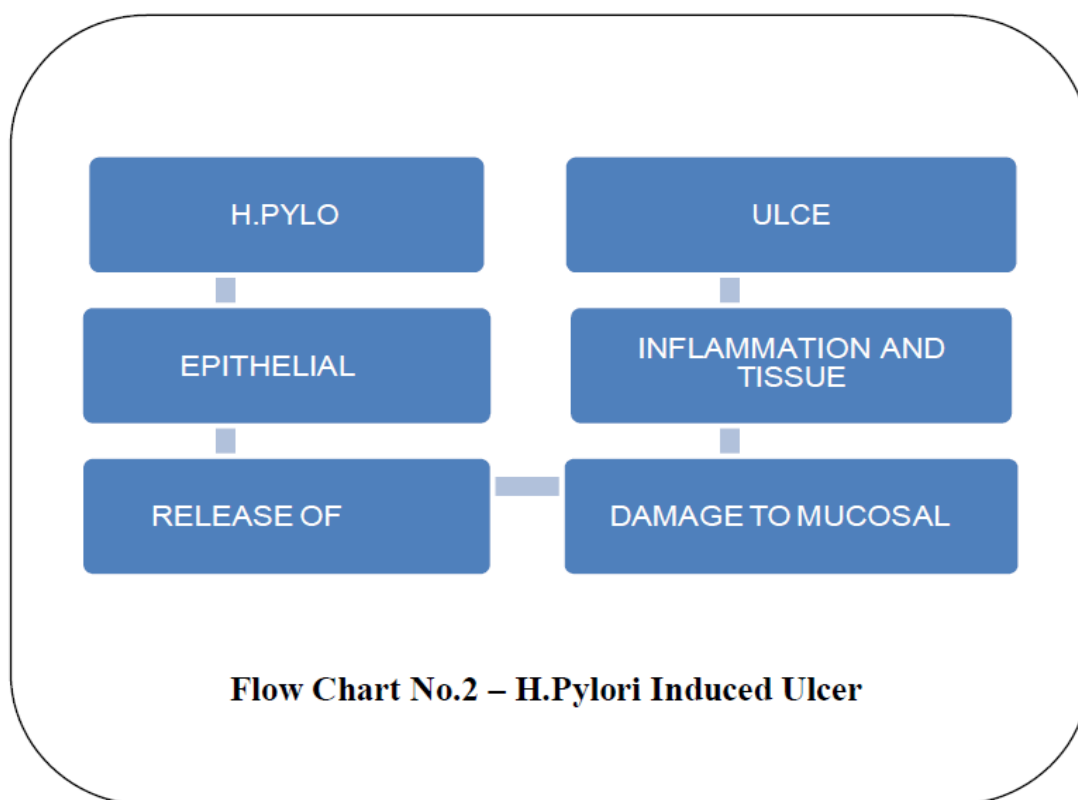 H.PYLO
EPITHELIAL
RELEASE OF
DAMAGE TO MUCOSAL
INFLAMMATION AND
TISSUE
ULCE
Flow Chart No.2 – H.Pylori Induced Ulcer